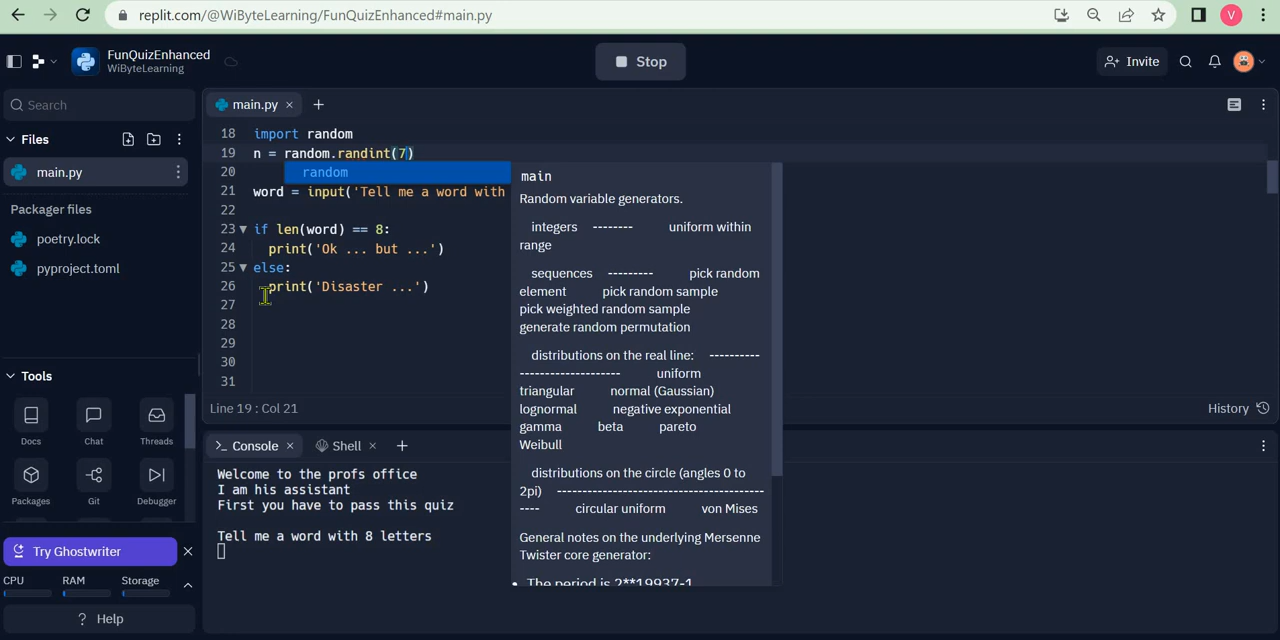 replit.com/@WiByteLearning/FunQuizEnhanced#main.py
V
FunQuizEnhanced
WiByteLearning
Stop
Invite
Search
Files
main.py
Packager files
poetry.lock
pyproject.toml
Tools
Docs
Chat
Threads
Packages
Git
Debugger
Try Ghostwriter
CPU
RAM
Storage
? Help
main.py
18 import random
19 n = random.randint(7)
20
random
21 word = input('Tell me a word with
22
23 if len(word) == 8:
24 print('Ok ... but ...')
25 else:
26 print('Disaster ...')
27
28
29
30
31
main
Random variable generators.
integers -------- uniform within
range
sequences --------- pick random
element pick random sample
pick weighted random sample
generate random permutation
distributions on the real line: ----------
-------------------- uniform
triangular normal (Gaussian)
lognormal negative exponential
gamma beta pareto
Weibull
distributions on the circle (angles 0 to
2pi) -----------------------------------------
---- circular uniform von Mises
General notes on the underlying Mersenne
Twister core generator:
• The period is 2**19937-1
Line 19 : Col 21
History
>_ Console
Shell
Welcome to the profs office
I am his assistant
First you have to pass this quiz
Tell me a word with 8 letters